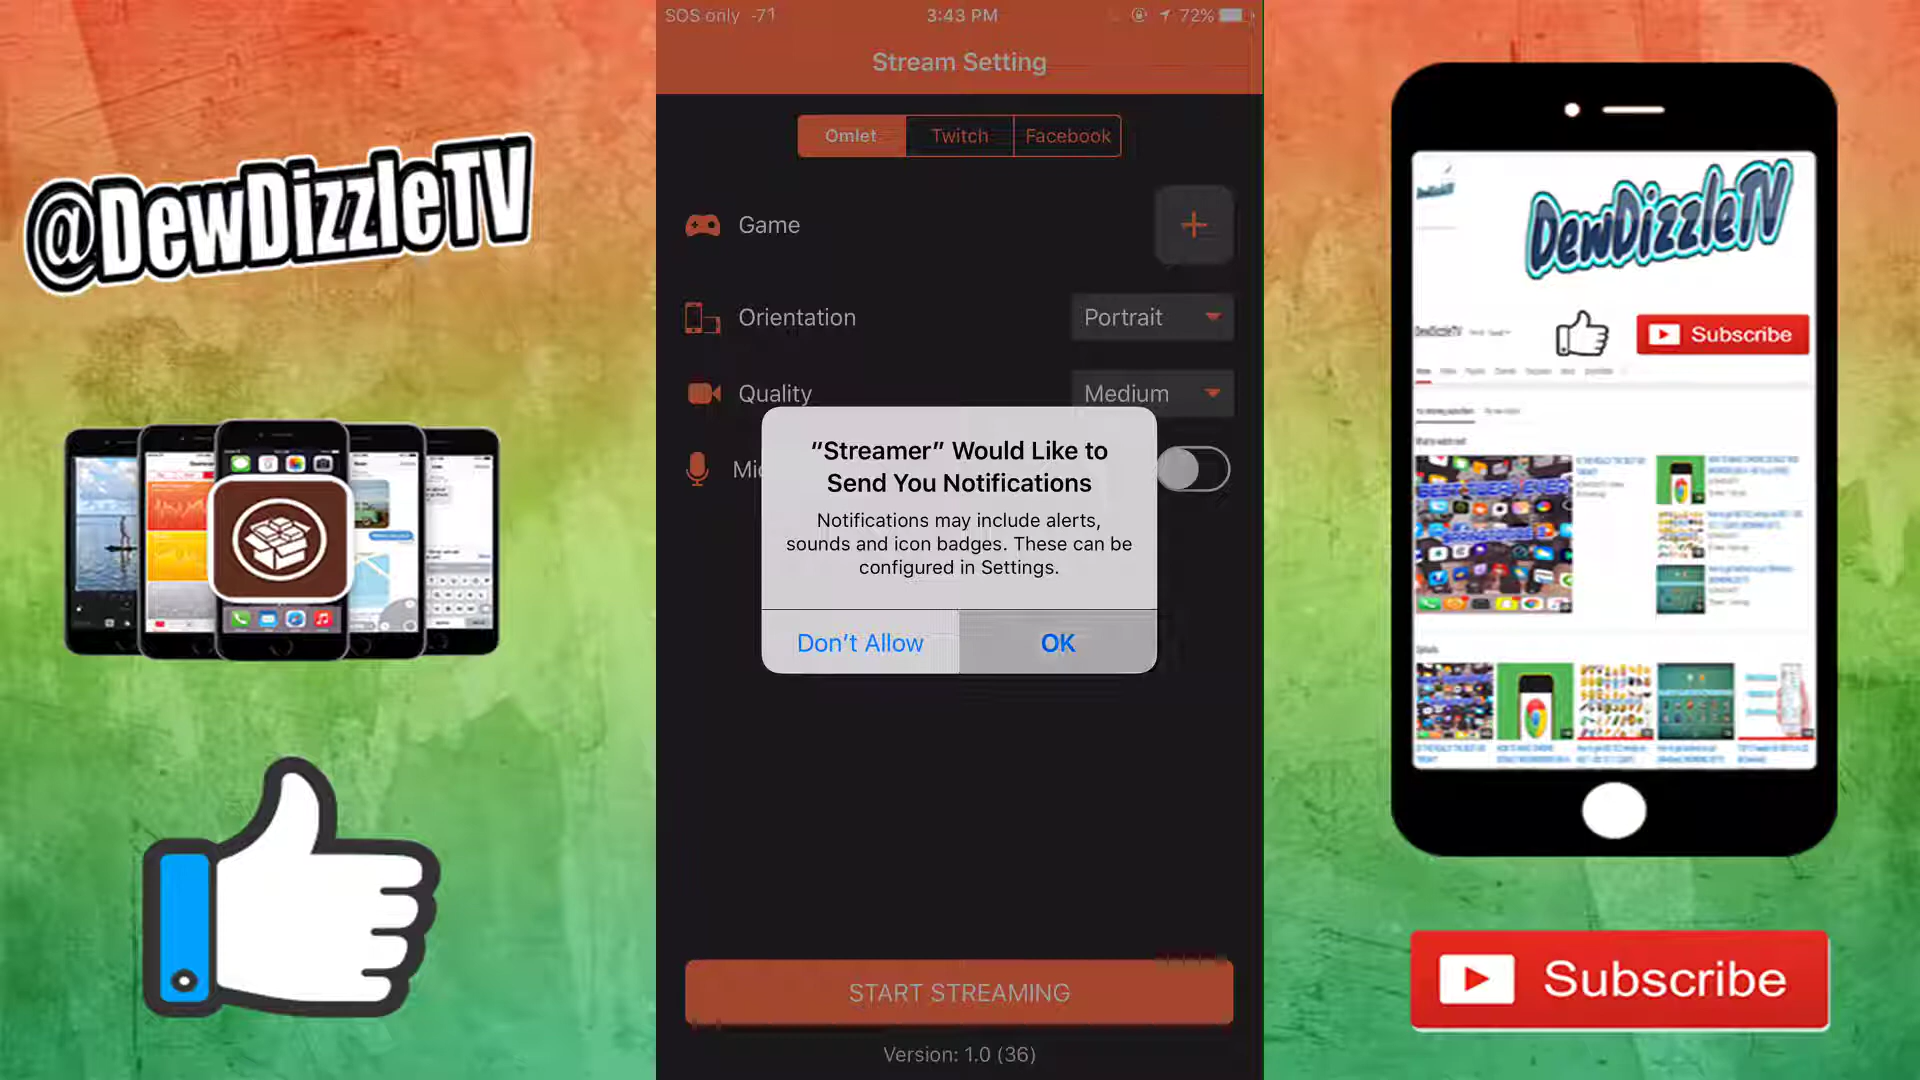 @DewDizzleTV
SOS only -71
3:43 PM
72%
Stream Setting
Omlet
Twitch
Facebook
Game
Orientation
Portrait
Quality
Medium
“Streamer” Would Like to
Send You Notifications
Notifications may include alerts,
sounds and icon badges. These can be
configured in Settings.
Don’t Allow
OK
START STREAMING
Version: 1.0 (36)
DewDizzleTV
Subscribe
Subscribe